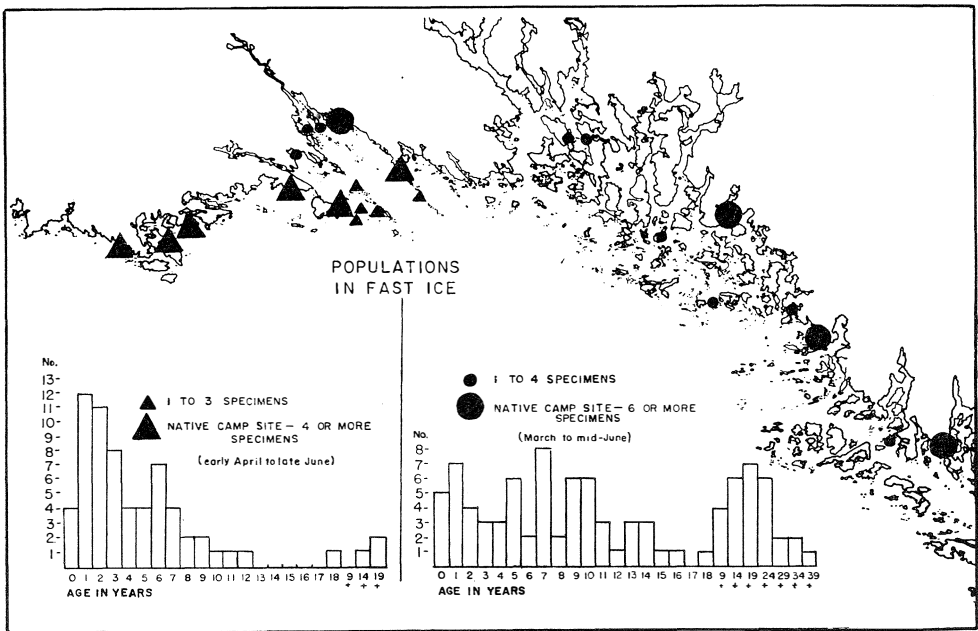 POPULATIONS
IN FAST ICE
No.
13-
12-
11-
10-
9-
8-
7-
6-
5-
4-
3-
2-
1-
1 TO 3 SPECIMENS
NATIVE CAMP SITE – 4 OR MORE
SPECIMENS
(early April to late June)
0 1 2 3 4 5 6 7 8 9 10 11 12 13 14 15 16 17 18 9 14 19
+ + +
AGE IN YEARS
1 TO 4 SPECIMENS
NATIVE CAMP SITE – 6 OR MORE
SPECIMENS
(March to mid-June)
No.
8-
7-
6-
5-
4-
3-
2-
1-
0 1 2 3 4 5 6 7 8 9 10 11 12 13 14 15 16 17 18 9 14 19 24 29 34 39
+ + + + + + +
AGE IN YEARS